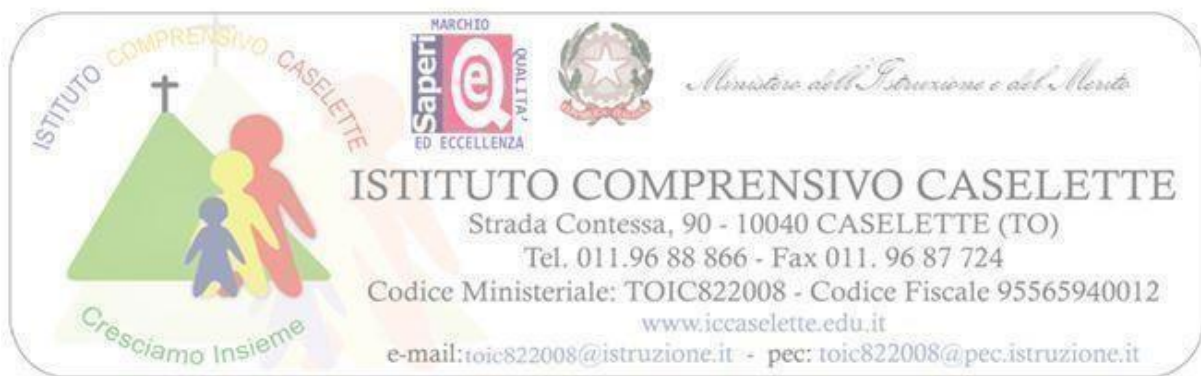 ISTITUTO COMPRENSIVO CASELETTE
Cresciamo Insieme
MARCHIO
Saperi
e
QUALITA'
ED ECCELLENZA
Ministero dell'Istruzione e del Merito
ISTITUTO COMPRENSIVO CASELETTE
Strada Contessa, 90 - 10040 CASELETTE (TO)
Tel. 011.96 88 866 - Fax 011. 96 87 724
Codice Ministeriale: TOIC822008 - Codice Fiscale 95565940012
www.iccaselette.edu.it
e-mail:toic822008@istruzione.it - pec: toic822008@pec.istruzione.it